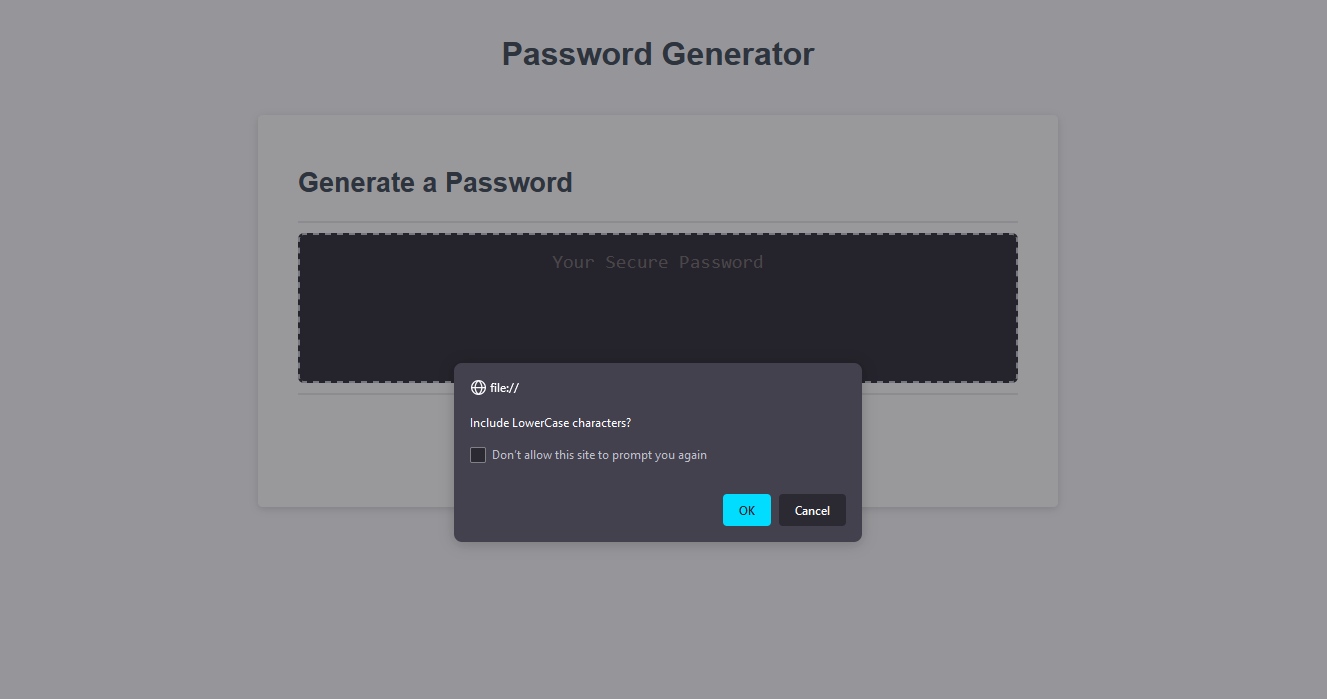 Password Generator
Generate a Password
Your Secure Password
file://
Include LowerCase characters?
Don't allow this site to prompt you again
OK
Cancel